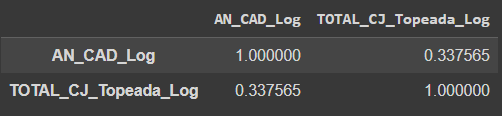 AN_CAD_Log TOTAL_CJ_Topeada_Log
AN_CAD_Log 1.000000 0.337565
TOTAL_CJ_Topeada_Log 0.337565 1.000000